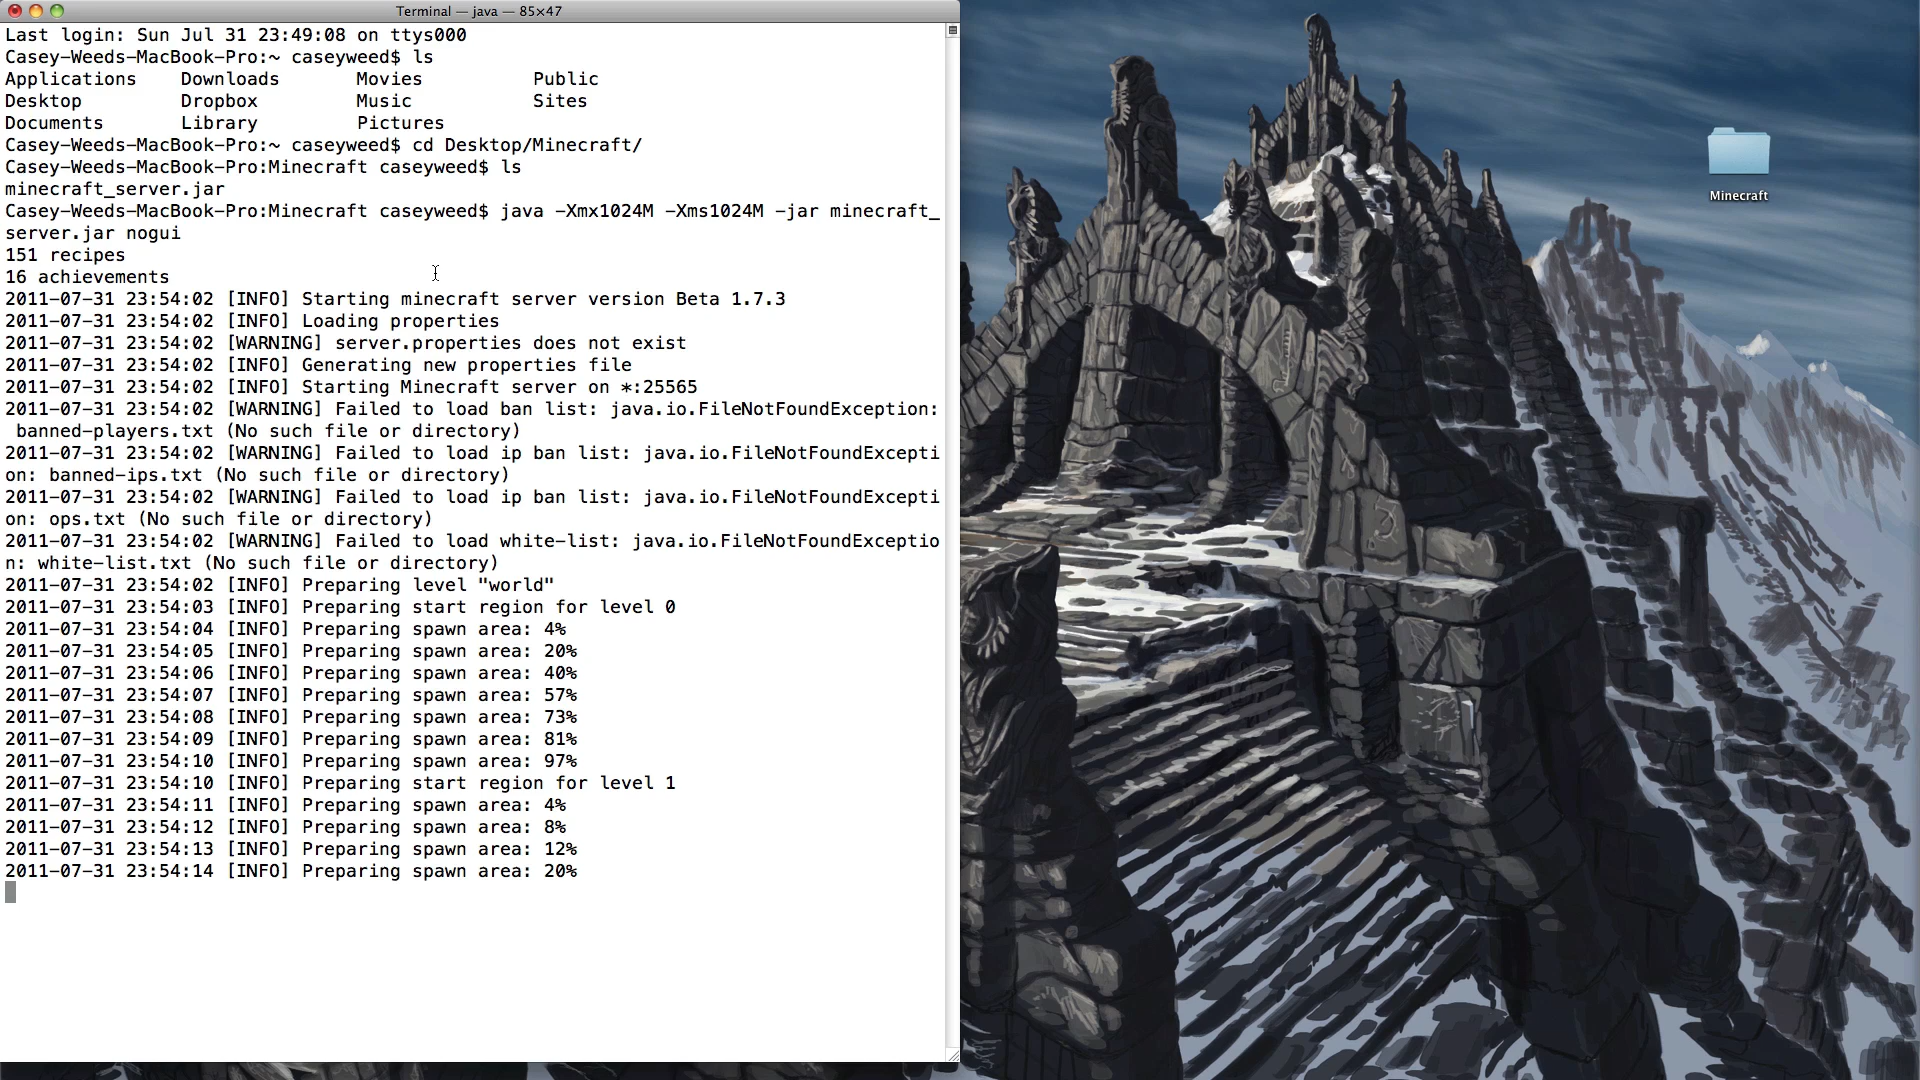 Terminal — java — 85×47
Last login: Sun Jul 31 23:49:08 on ttys000
Casey-Weeds-MacBook-Pro:~ caseyweed$ ls
Applications    Downloads       Movies          Public
Desktop         Dropbox         Music           Sites
Documents       Library         Pictures
Casey-Weeds-MacBook-Pro:~ caseyweed$ cd Desktop/Minecraft/
Casey-Weeds-MacBook-Pro:Minecraft caseyweed$ ls
minecraft_server.jar
Casey-Weeds-MacBook-Pro:Minecraft caseyweed$ java -Xmx1024M -Xms1024M -jar minecraft_
server.jar nogui
151 recipes
16 achievements
2011-07-31 23:54:02 [INFO] Starting minecraft server version Beta 1.7.3
2011-07-31 23:54:02 [INFO] Loading properties
2011-07-31 23:54:02 [WARNING] server.properties does not exist
2011-07-31 23:54:02 [INFO] Generating new properties file
2011-07-31 23:54:02 [INFO] Starting Minecraft server on *:25565
2011-07-31 23:54:02 [WARNING] Failed to load ban list: java.io.FileNotFoundException:
 banned-players.txt (No such file or directory)
2011-07-31 23:54:02 [WARNING] Failed to load ip ban list: java.io.FileNotFoundExcepti
on: banned-ips.txt (No such file or directory)
2011-07-31 23:54:02 [WARNING] Failed to load ip ban list: java.io.FileNotFoundExcepti
on: ops.txt (No such file or directory)
2011-07-31 23:54:02 [WARNING] Failed to load white-list: java.io.FileNotFoundExceptio
n: white-list.txt (No such file or directory)
2011-07-31 23:54:02 [INFO] Preparing level "world"
2011-07-31 23:54:03 [INFO] Preparing start region for level 0
2011-07-31 23:54:04 [INFO] Preparing spawn area: 4%
2011-07-31 23:54:05 [INFO] Preparing spawn area: 20%
2011-07-31 23:54:06 [INFO] Preparing spawn area: 40%
2011-07-31 23:54:07 [INFO] Preparing spawn area: 57%
2011-07-31 23:54:08 [INFO] Preparing spawn area: 73%
2011-07-31 23:54:09 [INFO] Preparing spawn area: 81%
2011-07-31 23:54:10 [INFO] Preparing spawn area: 97%
2011-07-31 23:54:10 [INFO] Preparing start region for level 1
2011-07-31 23:54:11 [INFO] Preparing spawn area: 4%
2011-07-31 23:54:12 [INFO] Preparing spawn area: 8%
2011-07-31 23:54:13 [INFO] Preparing spawn area: 12%
2011-07-31 23:54:14 [INFO] Preparing spawn area: 20%
Minecraft